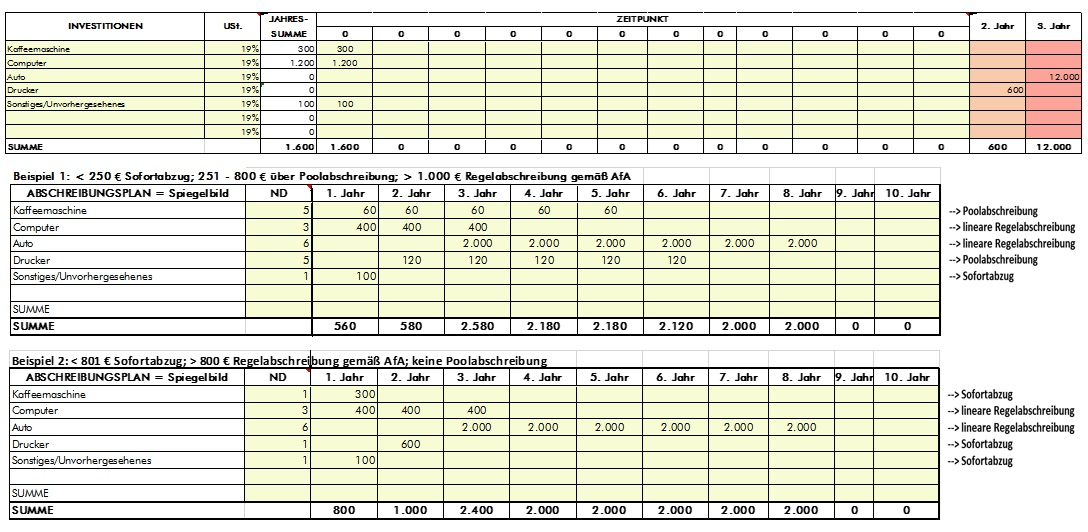 INVESTITIONEN USt. JAHRES-SUMME ZEITPUNKT 2. Jahr 3. Jahr
0 0 0 0 0 0 0 0 0 0 0 0
Kaffeemaschine 19% 300 300
Computer 19% 1.200 1.200
Auto 19% 0 12.000
Drucker 19% 0 600
Sonstiges/Unvorhergesehenes 19% 100 100
19% 0
19% 0
SUMME 1.600 1.600 0 0 0 0 0 0 0 0 0 0 0 600 12.000
Beispiel 1: < 250 € Sofortabzug; 251 - 800 € über Poolabschreibung; > 1.000 € Regelabschreibung gemäß AfA
ABSCHREIBUNGSPLAN = Spiegelbild ND 1. Jahr 2. Jahr 3. Jahr 4. Jahr 5. Jahr 6. Jahr 7. Jahr 8. Jahr 9. Jahr 10. Jahr
Kaffeemaschine 5 60 60 60 60 60 --> Poolabschreibung
Computer 3 400 400 400 --> lineare Regelabschreibung
Auto 6 2.000 2.000 2.000 2.000 2.000 2.000 --> lineare Regelabschreibung
Drucker 5 120 120 120 120 120 --> Poolabschreibung
Sonstiges/Unvorhergesehenes 1 100 --> Sofortabzug
SUMME
SUMME 560 580 2.580 2.180 2.180 2.120 2.000 2.000 0 0
Beispiel 2: < 801 € Sofortabzug; > 800 € Regelabschreibung gemäß AfA; keine Poolabschreibung
ABSCHREIBUNGSPLAN = Spiegelbild ND 1. Jahr 2. Jahr 3. Jahr 4. Jahr 5. Jahr 6. Jahr 7. Jahr 8. Jahr 9. Jahr 10. Jahr
Kaffeemaschine 1 300 --> Sofortabzug
Computer 3 400 400 400 --> lineare Regelabschreibung
Auto 6 2.000 2.000 2.000 2.000 2.000 2.000 --> lineare Regelabschreibung
Drucker 1 600 --> Sofortabzug
Sonstiges/Unvorhergesehenes 1 100 --> Sofortabzug
SUMME
SUMME 800 1.000 2.400 2.000 2.000 2.000 2.000 2.000 0 0